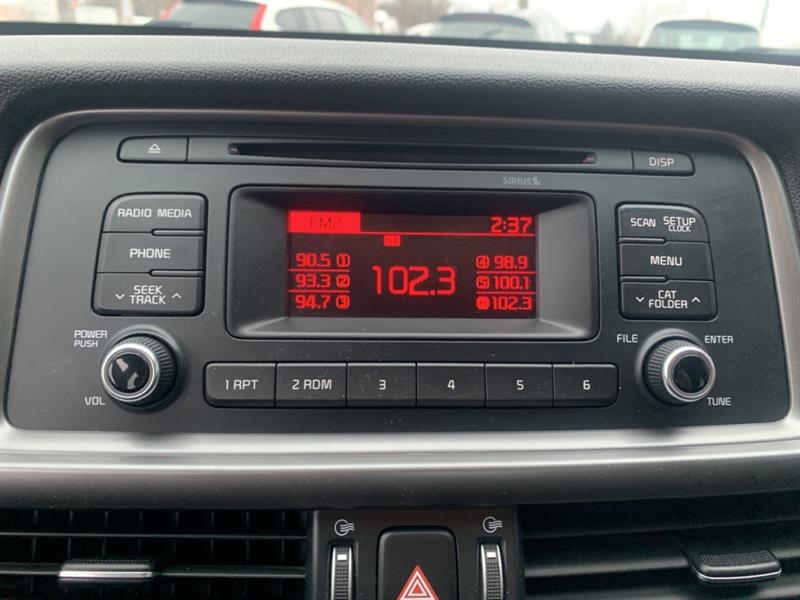 DISP
SIRIUS
RADIO MEDIA
PHONE
SEEK
TRACK
FM2
2:37
90.5 1
93.3 2
94.7 3
102.3
4 98.9
5 100.1
6 102.3
SCAN SETUP
CLOCK
MENU
CAT
FOLDER
POWER
PUSH
VOL
1 RPT
2 RDM
3
4
5
6
FILE
ENTER
TUNE